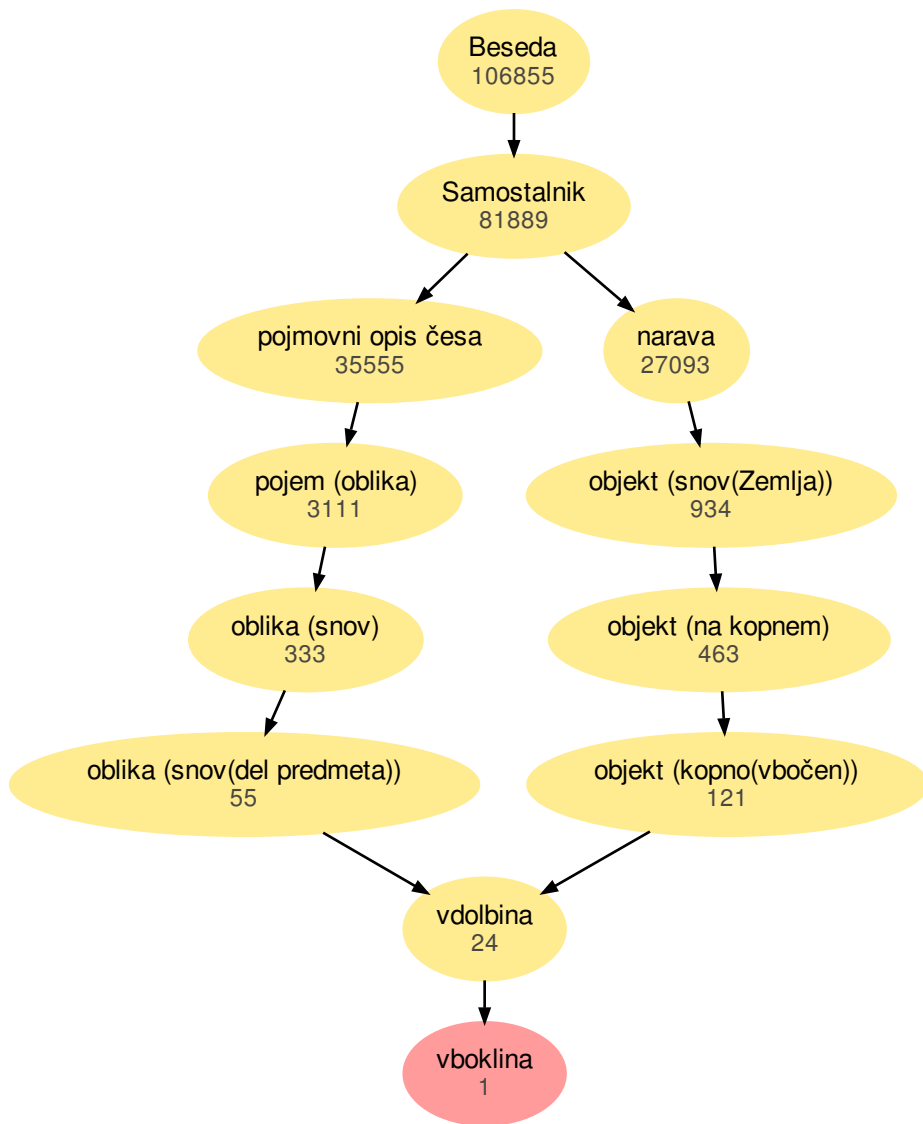 Beseda
106855
Samostalnik
81889
pojmovni opis česa
35555
narava
27093
pojem (oblika)
3111
objekt (snov(Zemlja))
934
oblika (snov)
333
objekt (na kopnem)
463
oblika (snov(del predmeta))
55
objekt (kopno(vbočen))
121
vdolbina
24
vboklina
1